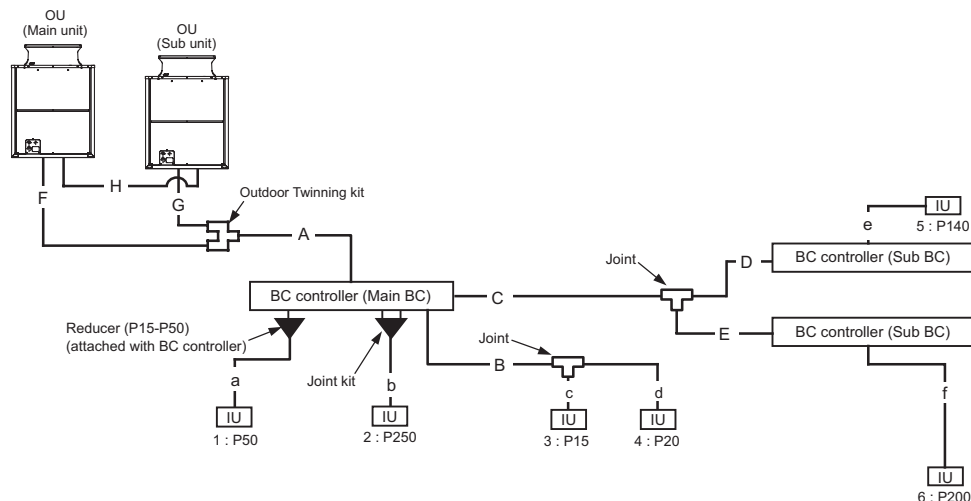 OU
(Main unit)
OU
(Sub unit)
F
H
G
Outdoor Twinning kit
A
IU
5 : P140
e
BC controller (Sub BC)
D
Joint
BC controller (Main BC)
C
BC controller (Sub BC)
E
Reducer (P15-P50)
(attached with BC controller)
Joint kit
Joint
B
a
b
c
d
f
IU
1 : P50
IU
2 : P250
IU
3 : P15
IU
4 : P20
IU
6 : P200